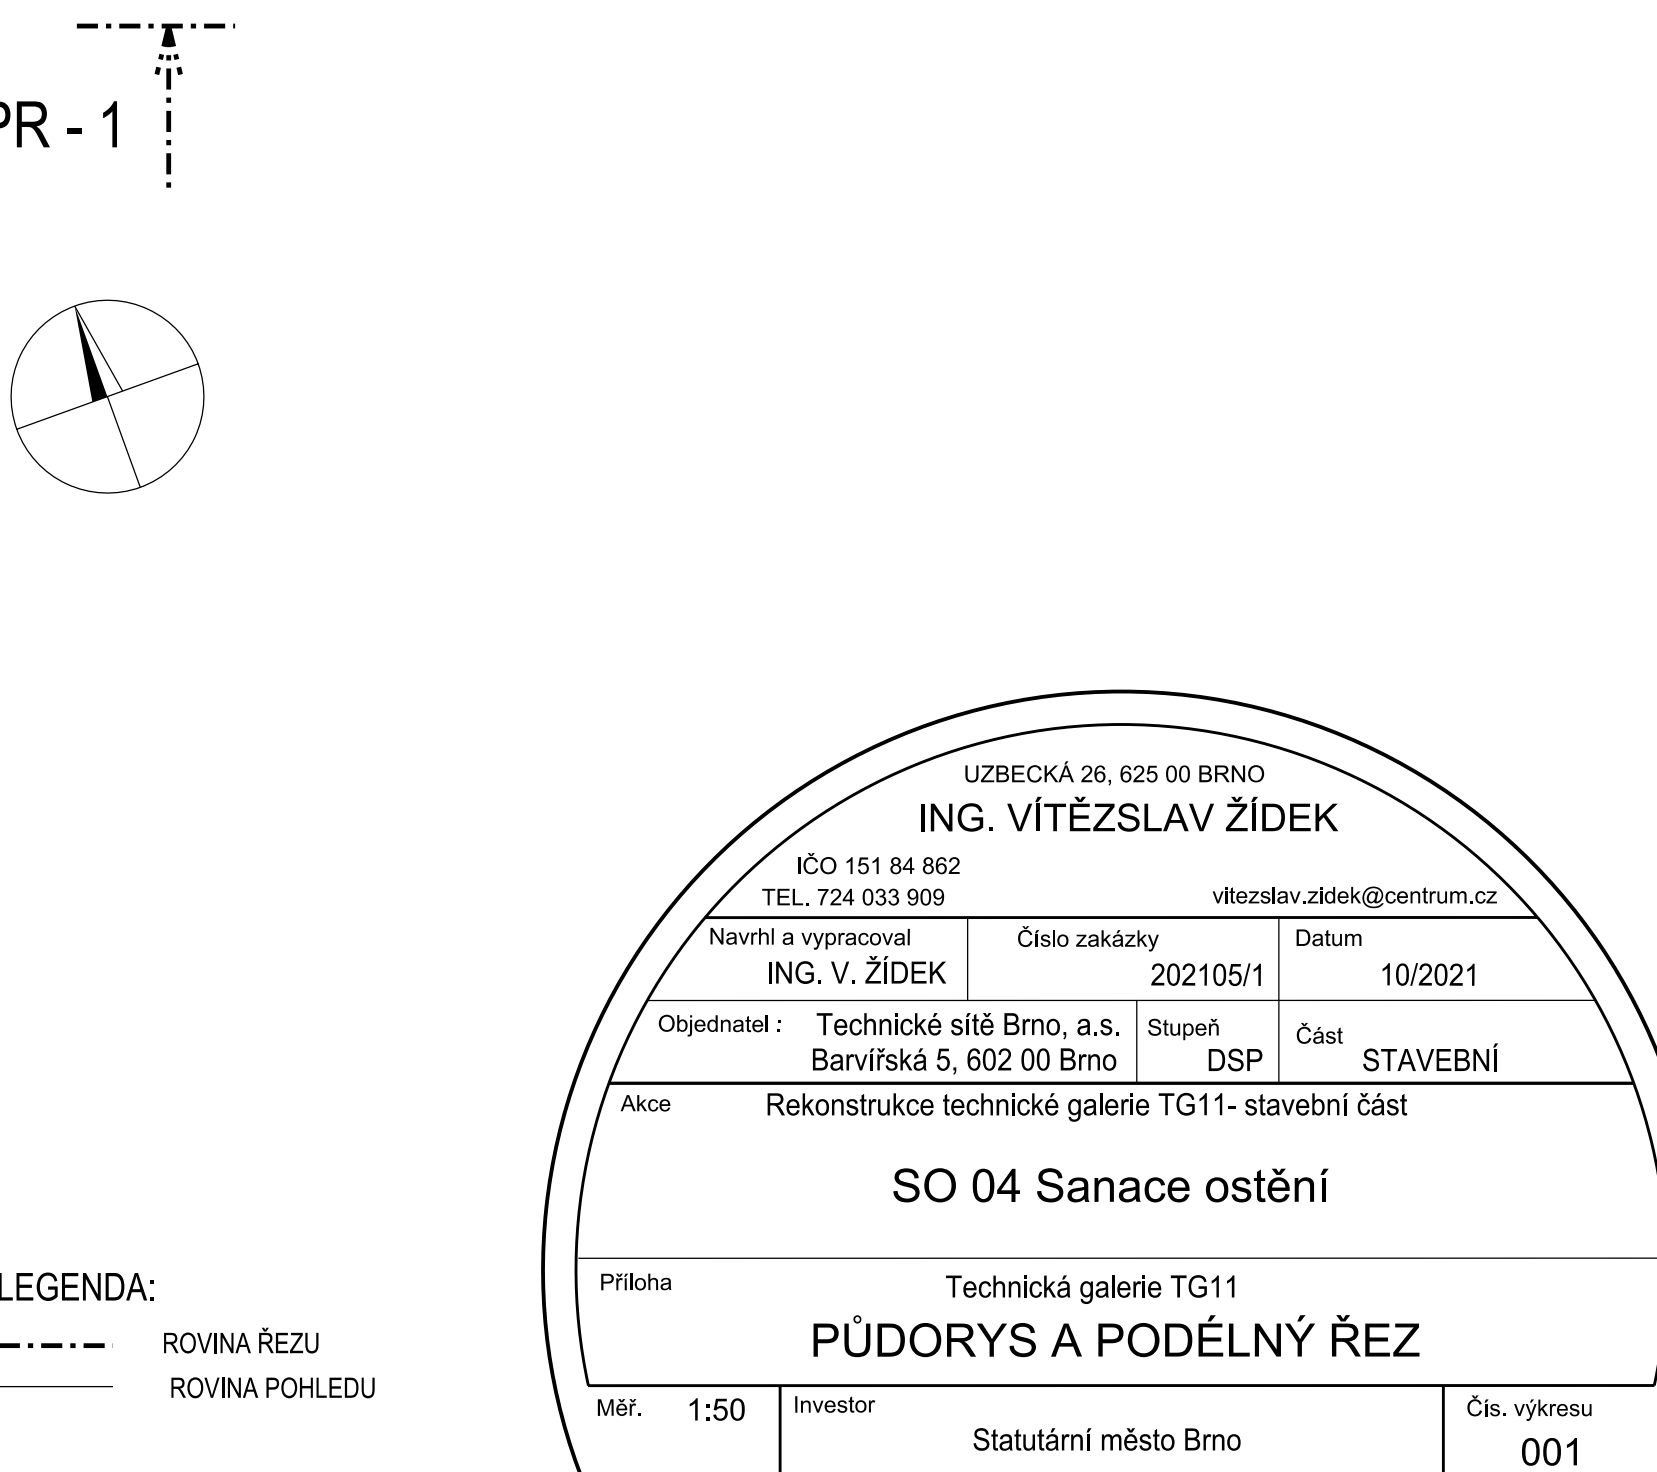 PR - 1
UZBECKÁ 26, 625 00 BRNO
ING. VÍTĚZSLAV ŽÍDEK
IČO 151 84 862
TEL. 724 033 909
vitezslav.zidek@centrum.cz
Navrhl a vypracoval
ING. V. ŽÍDEK
Číslo zakázky
202105/1
Datum
10/2021
Objednatel :
Technické sítě Brno, a.s.
Barvířská 5, 602 00 Brno
Stupeň
DSP
Část
STAVEBNÍ
Akce
Rekonstrukce technické galerie TG11- stavební část
SO 04 Sanace ostění
Příloha
Technická galerie TG11
PŮDORYS A PODÉLNÝ ŘEZ
Měř. 1:50
Investor
Statutární město Brno
Čís. výkresu
001
LEGENDA:
ROVINA ŘEZU
ROVINA POHLEDU